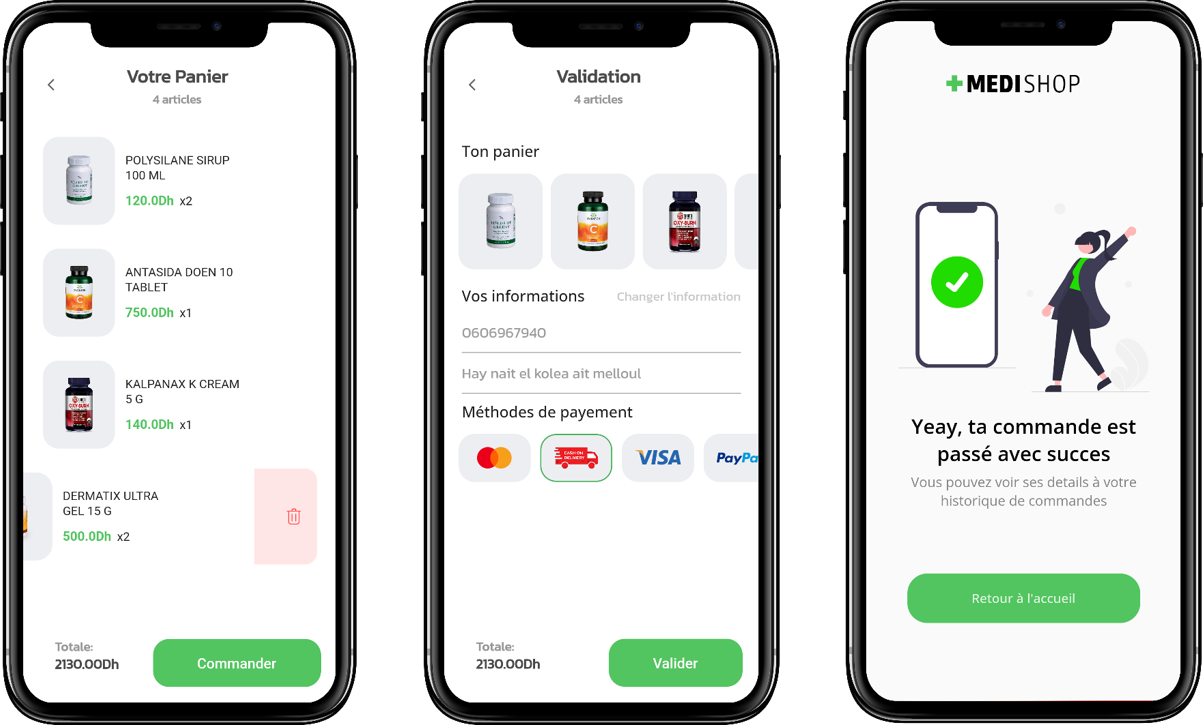 Votre Panier
4 articles
POLYSILANE SIRUP
100 ML
120.0Dh x2
ANTASIDA DOEN 10
TABLET
750.0Dh x1
C
KALPANAX K CREAM
5 G
140.0Dh x1
OXY-BURN
DERMATIX ULTRA
GEL 15 G
500.0Dh x2
Totale:
2130.00Dh
Commander
Validation
4 articles
Ton panier
C
OXY-BURN
Vos informations
Changer l'information
0606967940
Hay nait el kolea ait melloul
Méthodes de payement
CASH ON
DELIVERY
VISA
PayPa
Totale:
2130.00Dh
Valider
MEDISHOP
Yeay, ta commande est
passé avec succes
Vous pouvez voir ses details à votre
historique de commandes
Retour à l'accueil